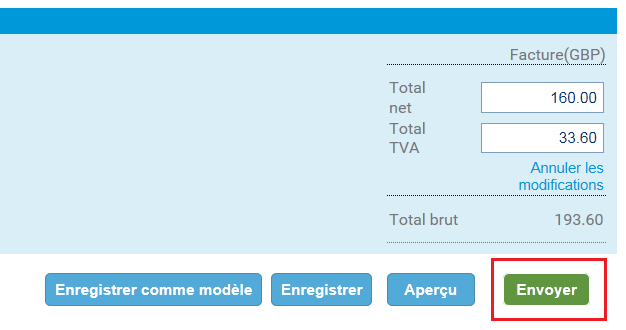 Facture(GBP)
Total
net
160.00
Total
TVA
33.60
Annuler les
modifications
Total brut 193.60
Enregistrer comme modèle Enregistrer Aperçu Envoyer